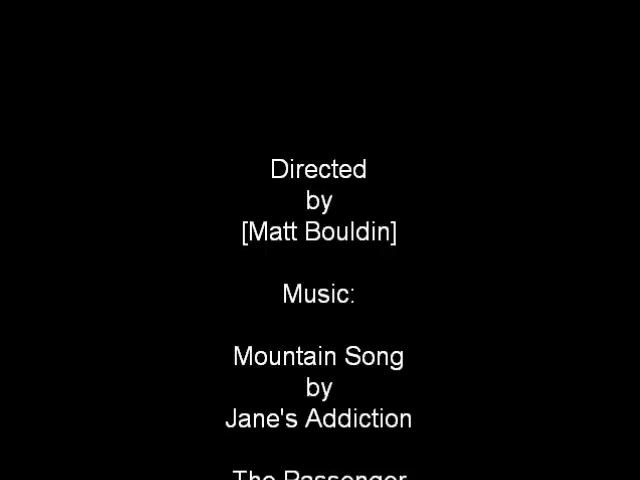 Directed
by
[Matt Bouldin]
Music:
Mountain Song
by
Jane's Addiction
The Passenger